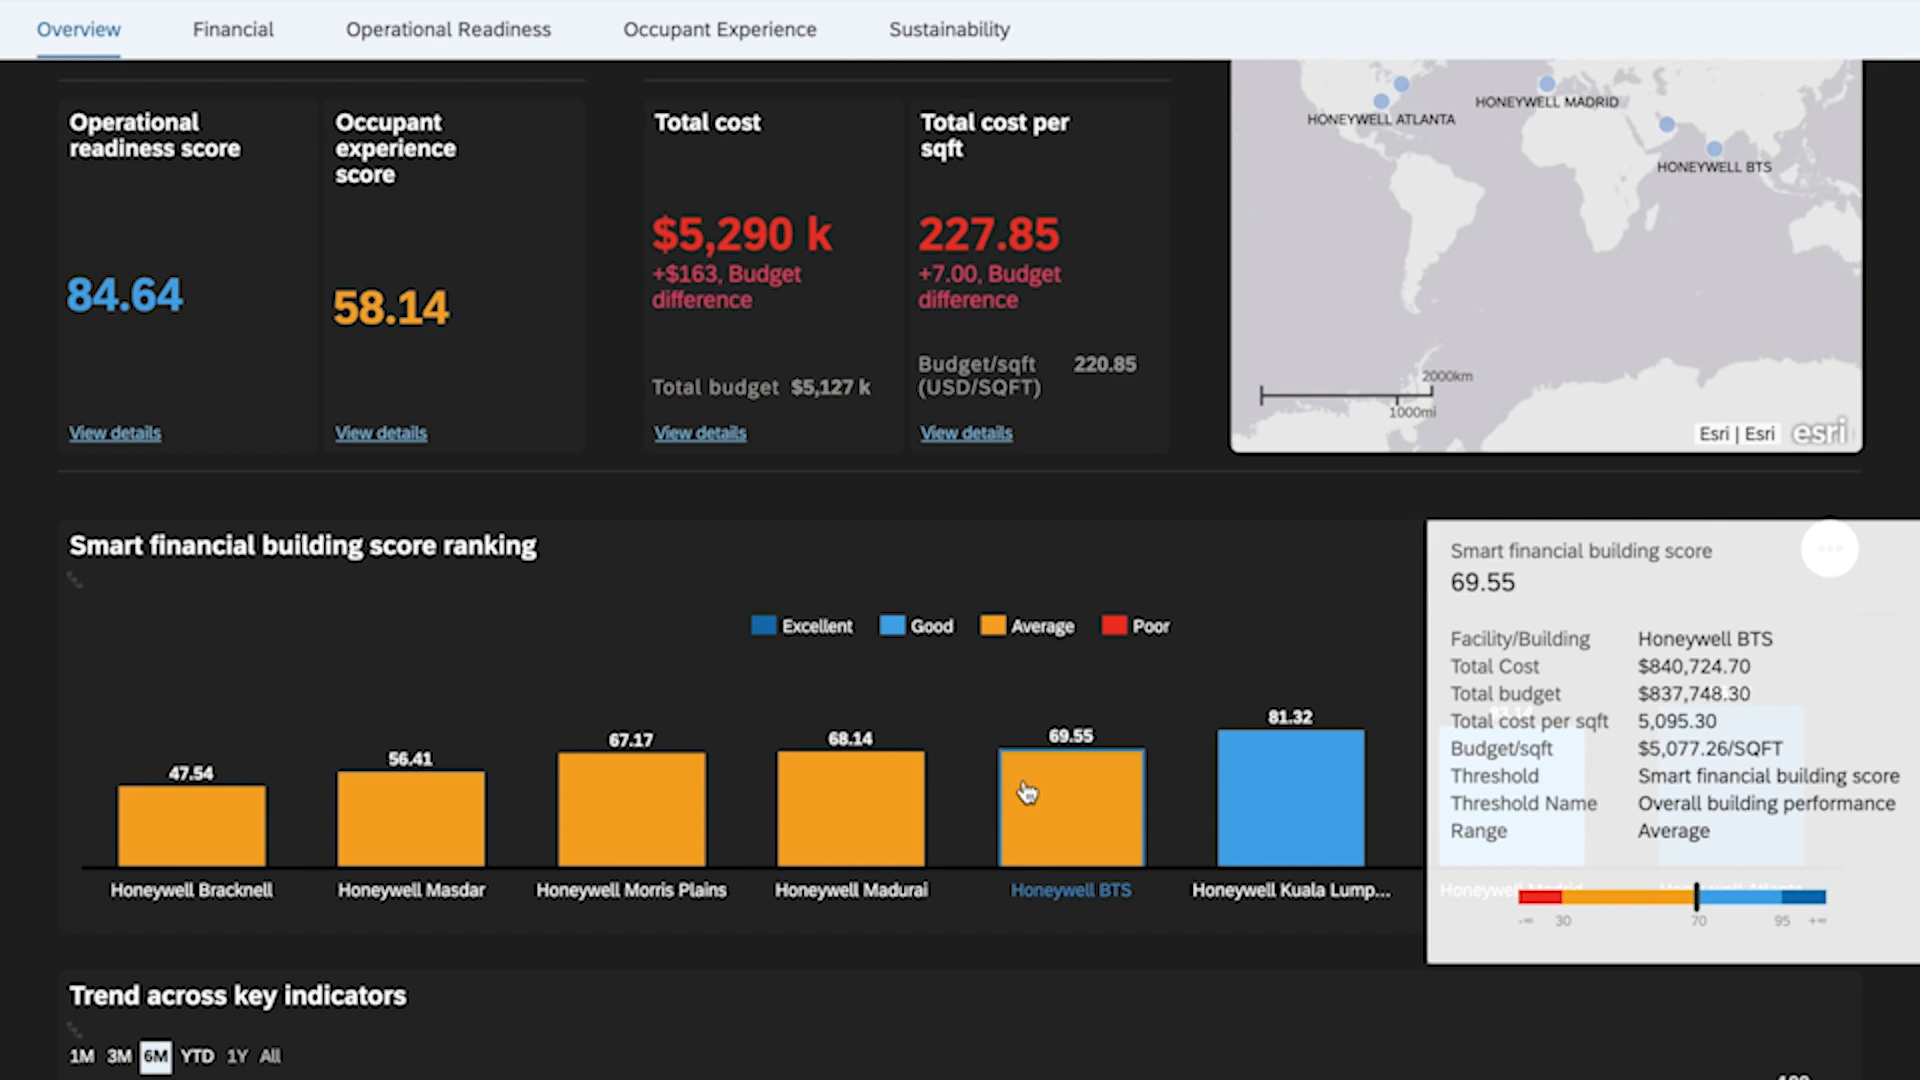 Overview
Financial
Operational Readiness
Occupant Experience
Sustainability
Operational
readiness score
84.64
View details
Occupant
experience
score
58.14
View details
Total cost
$5,290 k
+$163, Budget
difference
Total budget $5,127 k
View details
Total cost per
sqft
227.85
+7.00, Budget
difference
Budget/sqft 220.85
(USD/SQFT)
View details
HONEYWELL ATLANTA
HONEYWELL MADRID
HONEYWELL BTS
2000km
1000mi
Esri | Esri
esri
Smart financial building score ranking
Excellent
Good
Average
Poor
47.54
56.41
67.17
68.14
69.55
81.32
Honeywell Bracknell
Honeywell Masdar
Honeywell Morris Plains
Honeywell Madurai
Honeywell BTS
Honeywell Kuala Lump...
Honeywell Madrid
Honeywell Atlanta
Smart financial building score
69.55
Facility/Building Honeywell BTS
Total Cost $840,724.70
Total budget $837,748.30
Total cost per sqft 5,095.30
Budget/sqft $5,077.26/SQFT
Threshold Smart financial building score
Threshold Name Overall building performance
Range Average
-∞ 30 70 95 +∞
Trend across key indicators
1M 3M 6M YTD 1Y All